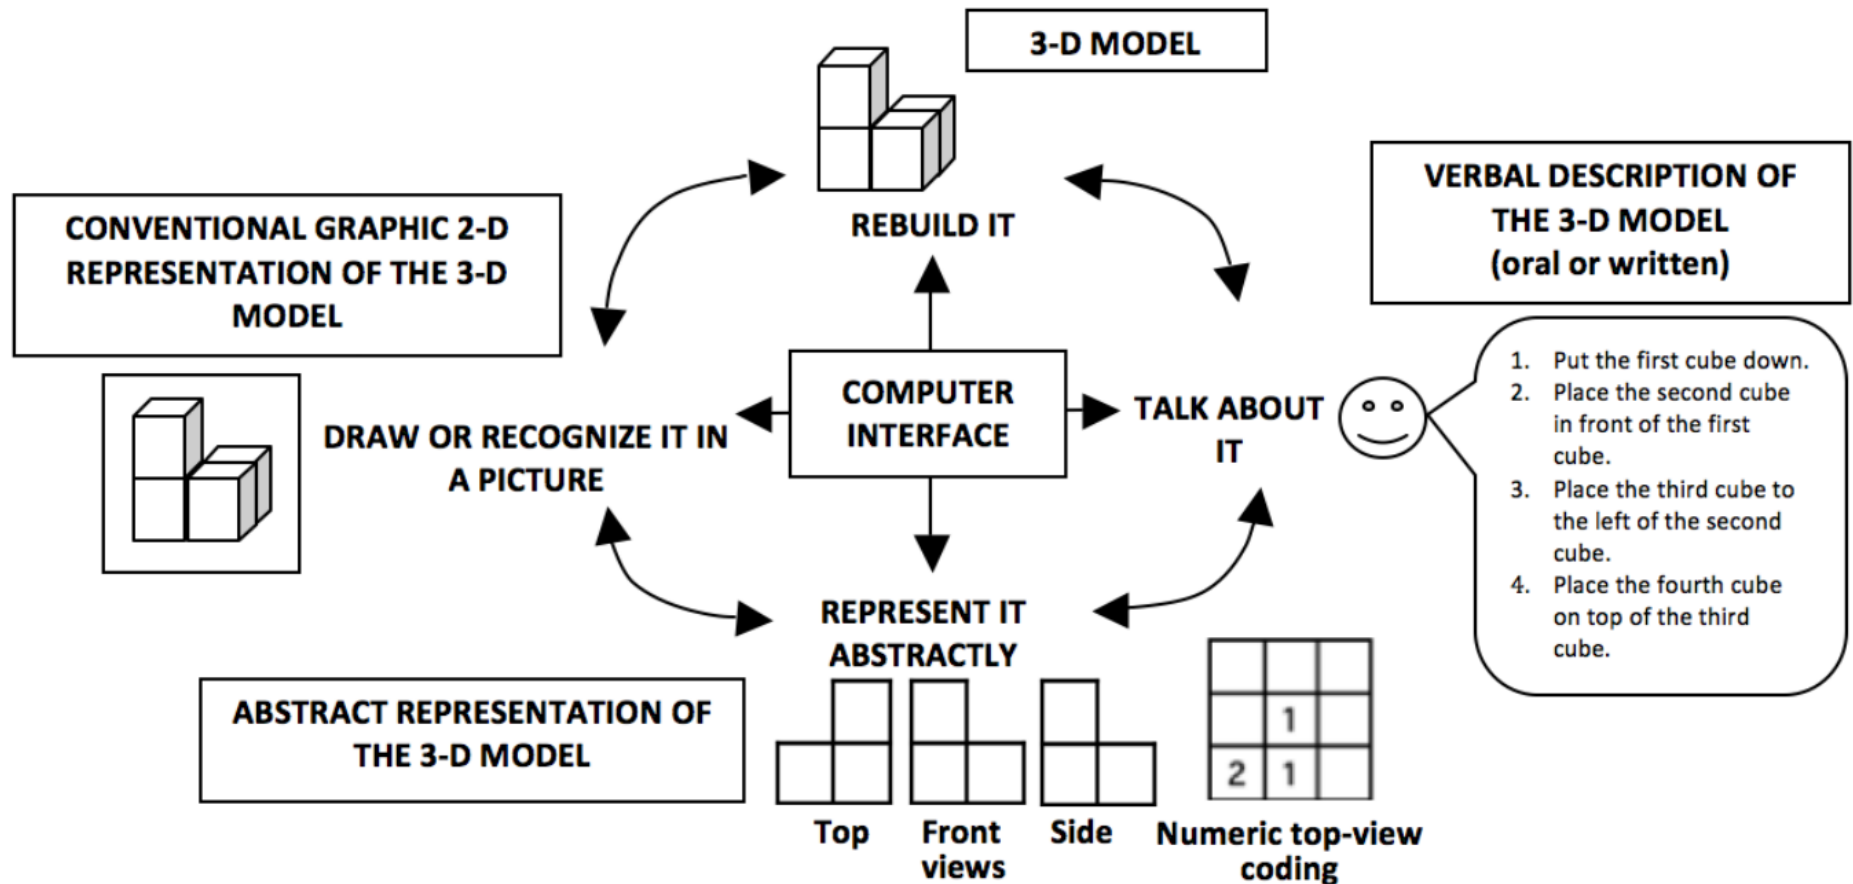 3-D MODEL
REBUILD IT
VERBAL DESCRIPTION OF
THE 3-D MODEL
(oral or written)
CONVENTIONAL GRAPHIC 2-D
REPRESENTATION OF THE 3-D
MODEL
DRAW OR RECOGNIZE IT IN
A PICTURE
COMPUTER
INTERFACE
TALK ABOUT
IT
1. Put the first cube down.
2. Place the second cube
in front of the first
cube.
3. Place the third cube to
the left of the second
cube.
4. Place the fourth cube
on top of the third
cube.
REPRESENT IT
ABSTRACTLY
ABSTRACT REPRESENTATION OF
THE 3-D MODEL
1
2 1
Top
Front
views
Side
Numeric top-view
coding